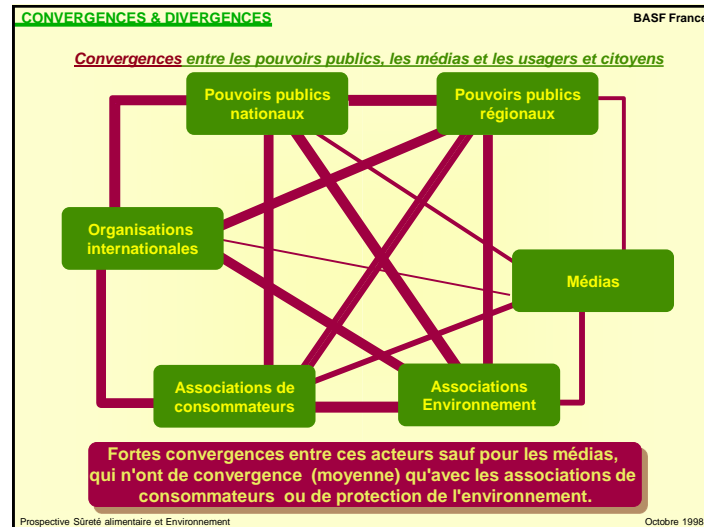 CONVERGENCES & DIVERGENCES
BASF France
Convergences entre les pouvoirs publics, les médias et les usagers et citoyens
Pouvoirs publics
nationaux
Pouvoirs publics
régionaux
Organisations
internationales
Médias
Associations de
consommateurs
Associations
Environnement
Fortes convergences entre ces acteurs sauf pour les médias,
qui n'ont de convergence (moyenne) qu'avec les associations de
consommateurs ou de protection de l'environnement.
Prospective Sûreté alimentaire et Environnement
Octobre 1998